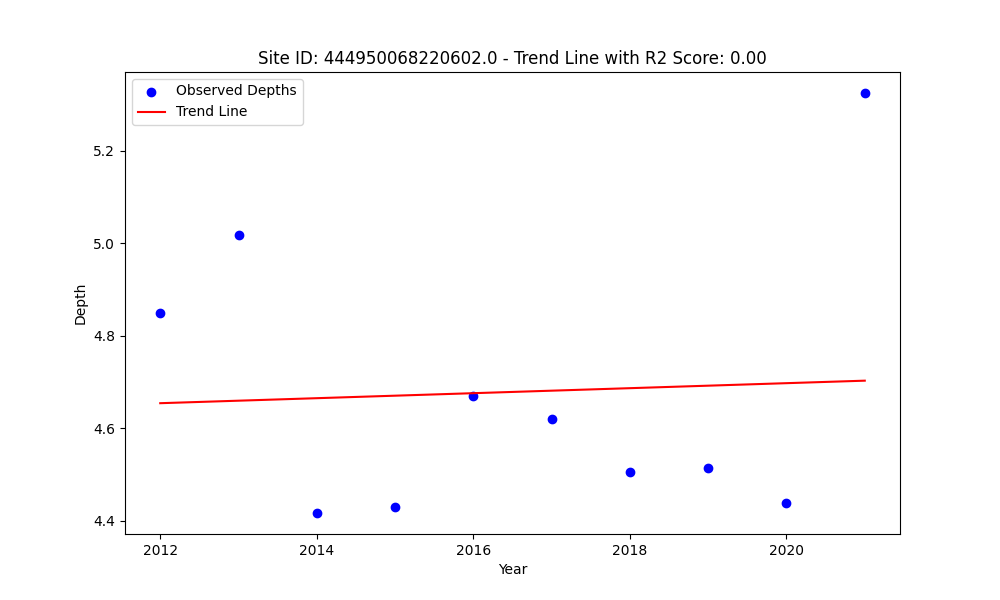 Site ID: 444950068220602.0 - Trend Line with R2 Score: 0.00
Observed Depths
Trend Line
5.2
5.0
4.8
4.6
4.4
Depth
2012
2014
2016
2018
2020
Year